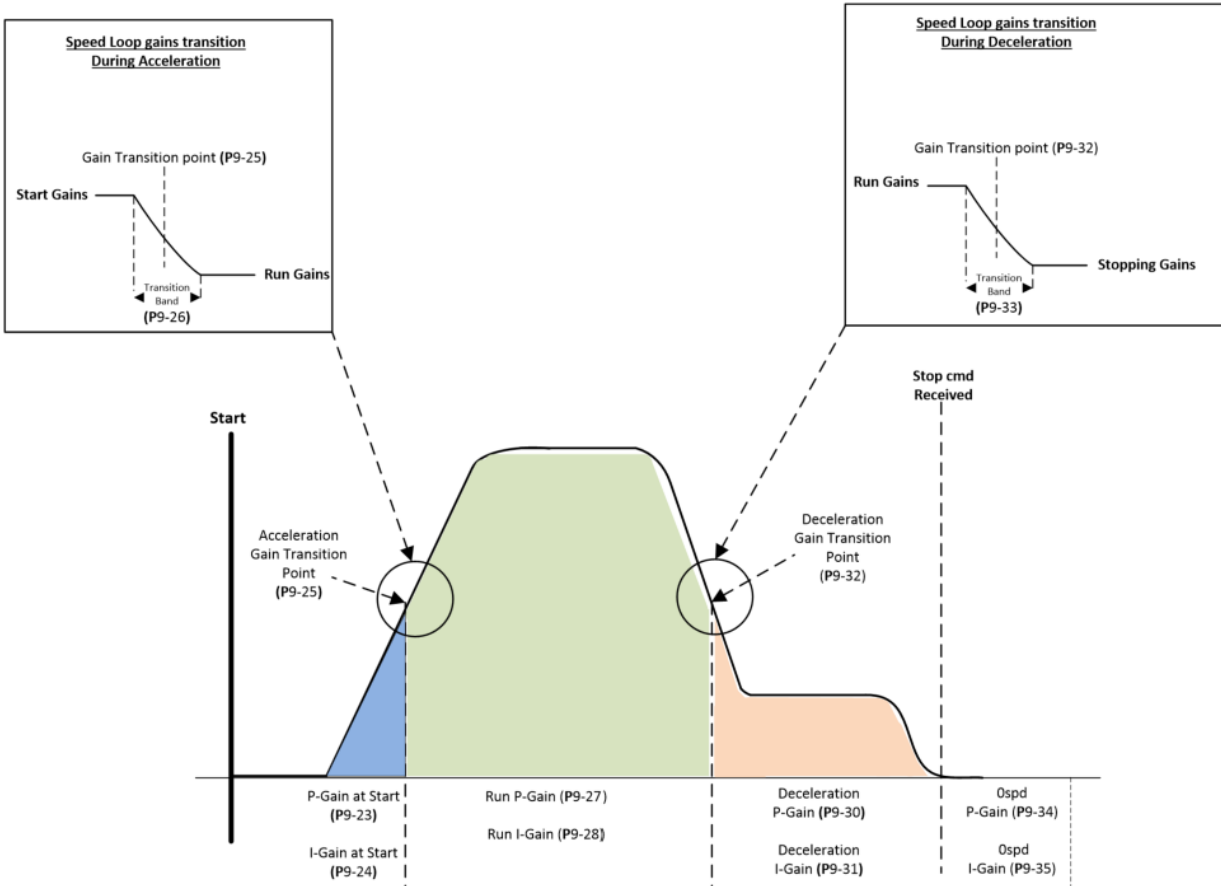 Speed Loop gains transition
During Acceleration
Gain Transition point (P9-25)
Start Gains
Run Gains
Transition
Band
(P9-26)
Speed Loop gains transition
During Deceleration
Gain Transition point (P9-32)
Run Gains
Stopping Gains
Transition
Band
(P9-33)
Stop cmd
Received
Start
Acceleration
Gain Transition
Point
(P9-25)
Deceleration
Gain Transition
Point
(P9-32)
P-Gain at Start
(P9-23)
I-Gain at Start
(P9-24)
Run P-Gain (P9-27)
Run I-Gain (P9-28)
Deceleration
P-Gain (P9-30)
Deceleration
I-Gain (P9-31)
0spd
P-Gain (P9-34)
0spd
I-Gain (P9-35)